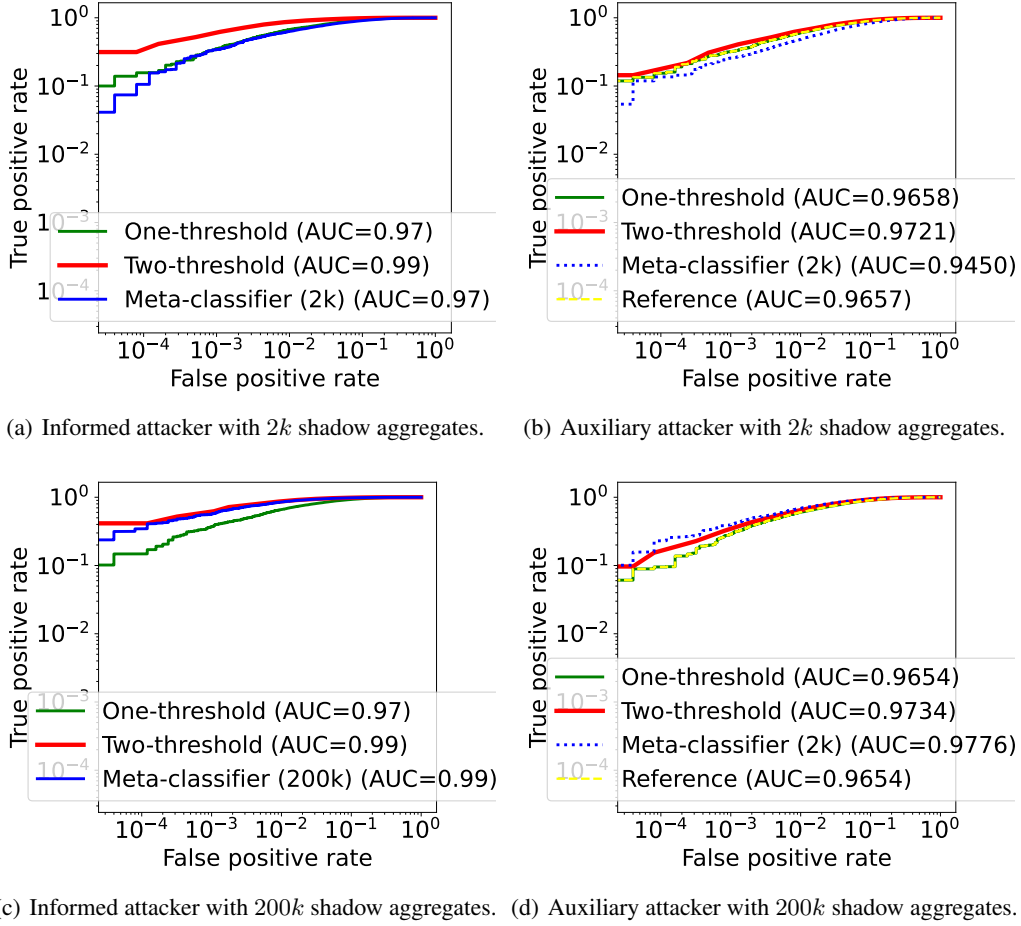 True positive rate
10^0
10^-1
10^-2
10^-3
10^-4
One-threshold (AUC=0.97)
Two-threshold (AUC=0.99)
Meta-classifier (2k) (AUC=0.97)
10^-4 10^-3 10^-2 10^-1 10^0
False positive rate
(a) Informed attacker with 2k shadow aggregates.
True positive rate
10^0
10^-1
10^-2
10^-3
10^-4
One-threshold (AUC=0.9658)
Two-threshold (AUC=0.9721)
Meta-classifier (2k) (AUC=0.9450)
Reference (AUC=0.9657)
10^-4 10^-3 10^-2 10^-1 10^0
False positive rate
(b) Auxiliary attacker with 2k shadow aggregates.
True positive rate
10^0
10^-1
10^-2
10^-3
10^-4
One-threshold (AUC=0.97)
Two-threshold (AUC=0.99)
Meta-classifier (200k) (AUC=0.99)
10^-4 10^-3 10^-2 10^-1 10^0
False positive rate
c) Informed attacker with 200k shadow aggregates.
True positive rate
10^0
10^-1
10^-2
10^-3
10^-4
One-threshold (AUC=0.9654)
Two-threshold (AUC=0.9734)
Meta-classifier (2k) (AUC=0.9776)
Reference (AUC=0.9654)
10^-4 10^-3 10^-2 10^-1 10^0
False positive rate
(d) Auxiliary attacker with 200k shadow aggregates.